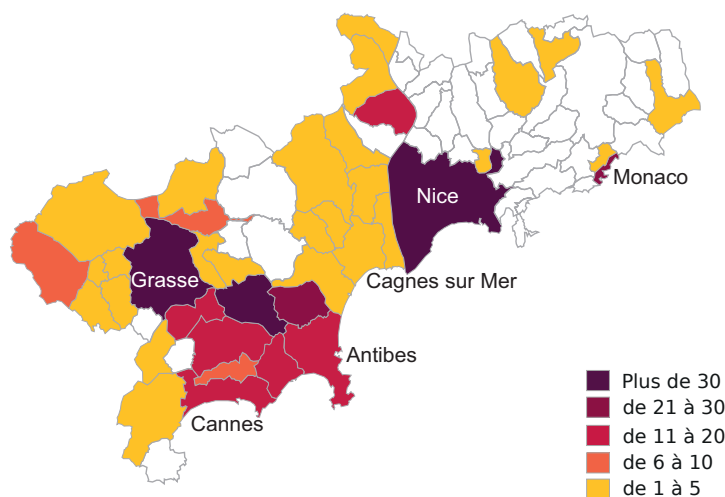 Monaco
Nice
Cagnes sur Mer
Grasse
Antibes
Cannes
Plus de 30
de 21 à 30
de 11 à 20
de 6 à 10
de 1 à 5